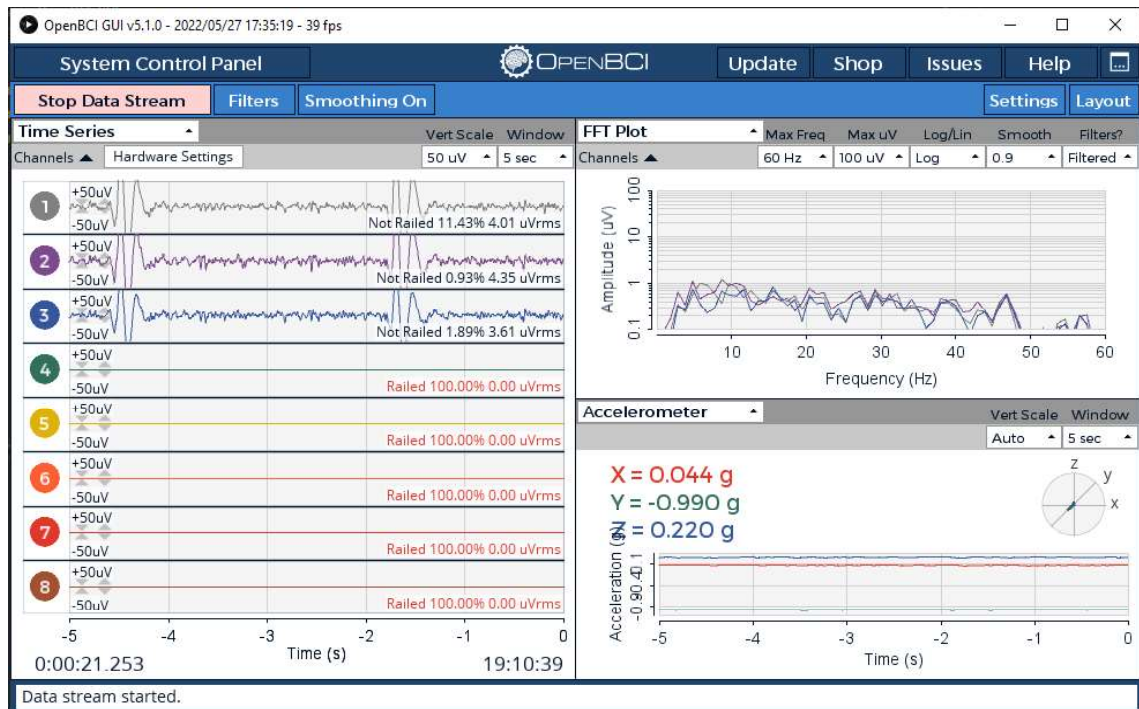 OpenBCI GUI v5.1.0 - 2022/05/27 17:35:19 - 39 fps
System Control Panel
OPENBCI
Update Shop Issues Help
Stop Data Stream Filters Smoothing On
Settings Layout
Time Series
Vert Scale Window
Channels Hardware Settings
50 uV 5 sec
1
+50uV
-50uV
Not Railed 11.43% 4.01 uVrms
2
+50uV
-50uV
Not Railed 0.93% 4.35 uVrms
3
+50uV
-50uV
Not Railed 1.89% 3.61 uVrms
4
+50uV
-50uV
Railed 100.00% 0.00 uVrms
5
+50uV
-50uV
Railed 100.00% 0.00 uVrms
6
+50uV
-50uV
Railed 100.00% 0.00 uVrms
7
+50uV
-50uV
Railed 100.00% 0.00 uVrms
8
+50uV
-50uV
Railed 100.00% 0.00 uVrms
-5 -4 -3 -2 -1 0
Time (s)
0:00:21.253
19:10:39
FFT Plot
Max Freq Max uV Log/Lin Smooth Filters?
Channels
60 Hz 100 uV Log 0.9 Filtered
Amplitude (uV)
100
10
1
0.1
10 20 30 40 50 60
Frequency (Hz)
Accelerometer
Vert Scale Window
Auto 5 sec
X = 0.044 g
Y = -0.990 g
Z = 0.220 g
Z
y
x
Acceleration (g)
-5 -4 -3 -2 -1 0
Time (s)
Data stream started.